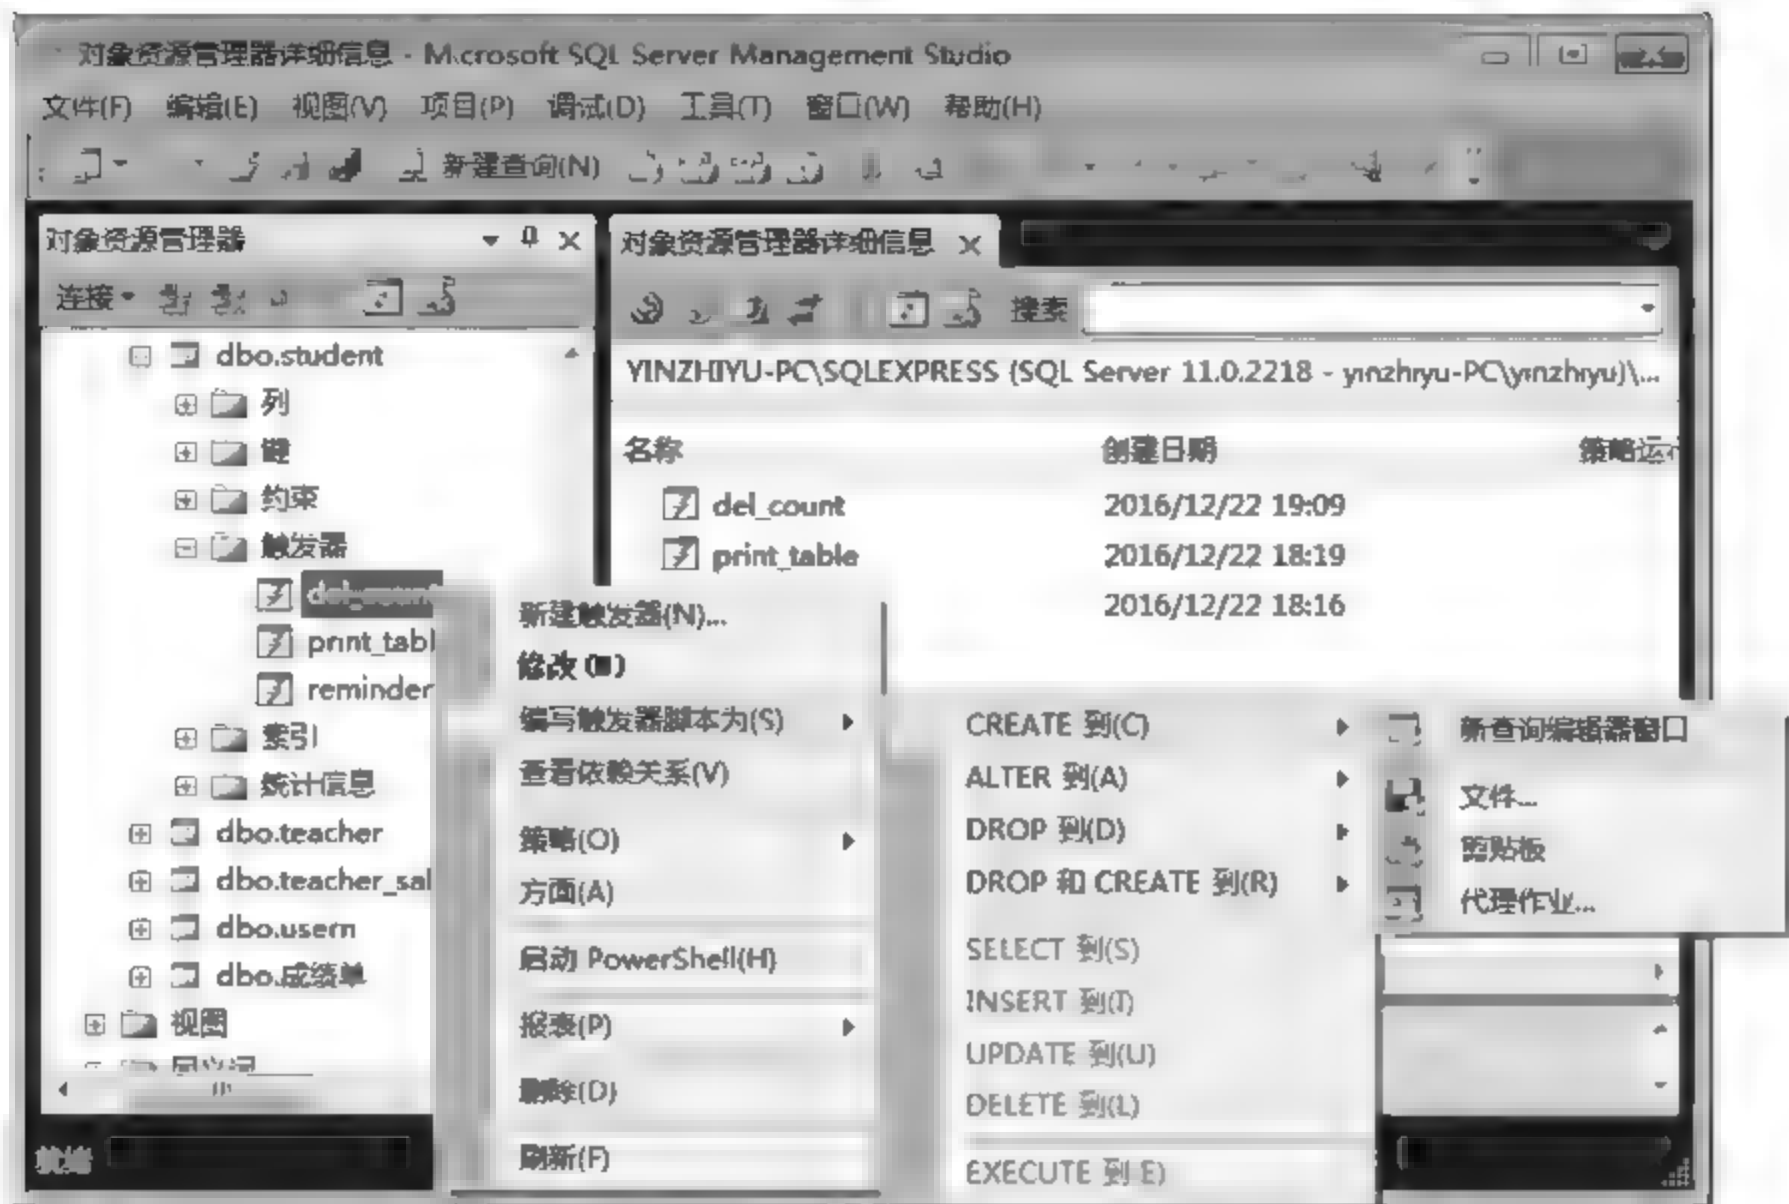 对象资源管理器详细信息 - Microsoft SQL Server Management Studio
文件(F) 编辑(E) 视图(V) 项目(P) 调试(D) 工具(T) 窗口(W) 帮助(H)
新建查询(N)
对象资源管理器
连接
dbo.student
列
键
约束
触发器
del_count
print_tabl
reminder
索引
统计信息
dbo.teacher
dbo.teacher_sal
dbo.usern
dbo.成绩单
视图
同义词
就绪
对象资源管理器详细信息
搜索
YINZHIYU-PC\SQLEXPRESS (SQL Server 11.0.2218 - yinzhiyu-PC\yinzhiyu)\...
名称 创建日期 策略运行
del_count 2016/12/22 19:09
print_table 2016/12/22 18:19
2016/12/22 18:16
新建触发器(N)...
修改
编写触发器脚本为(S)
查看依赖关系(V)
策略(O)
方面(A)
启动 PowerShell(H)
报表(P)
删除(D)
刷新(F)
CREATE 到(C)
ALTER 到(A)
DROP 到(D)
DROP 和 CREATE 到(R)
SELECT 到(S)
INSERT 到(I)
UPDATE 到(U)
DELETE 到(L)
EXECUTE 到 E)
新查询编辑器窗口
文件...
剪贴板
代理作业...